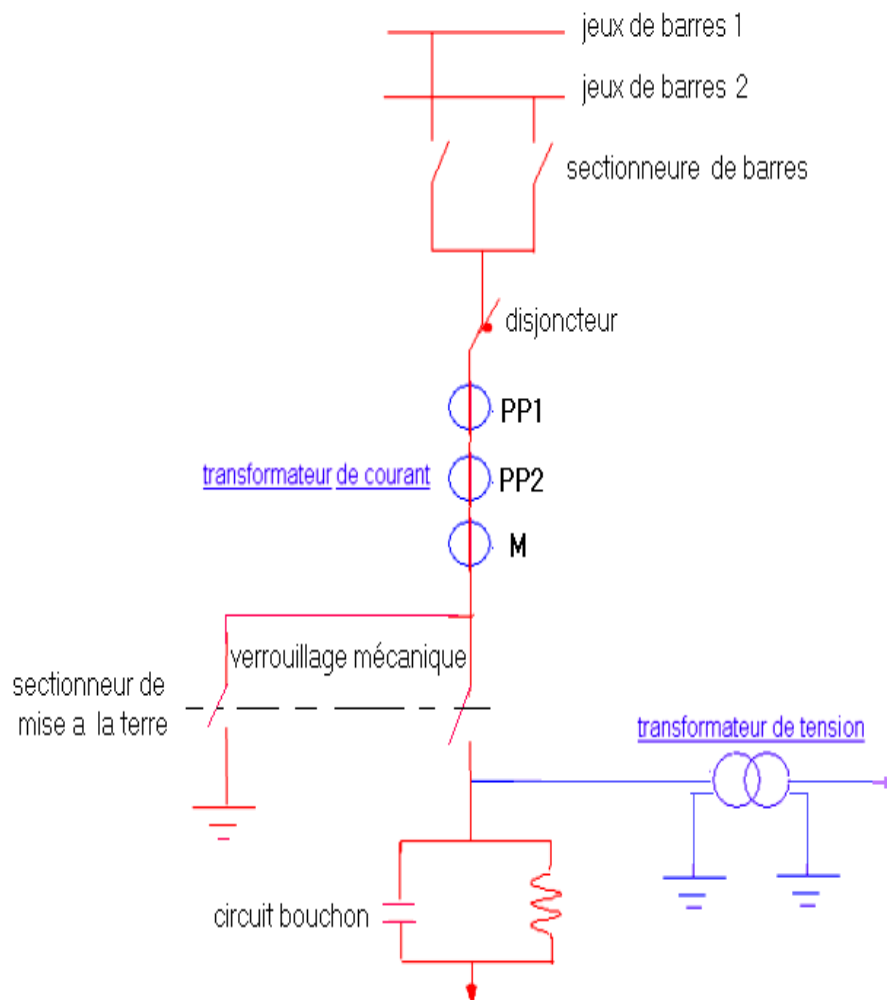 jeux de barres 1
jeux de barres 2
sectionneure de barres
disjoncteur
PP1
transformateur de courant
PP2
M
verrouillage mécanique
sectionneur de
mise a la terre
transformateur de tension
circuit bouchon